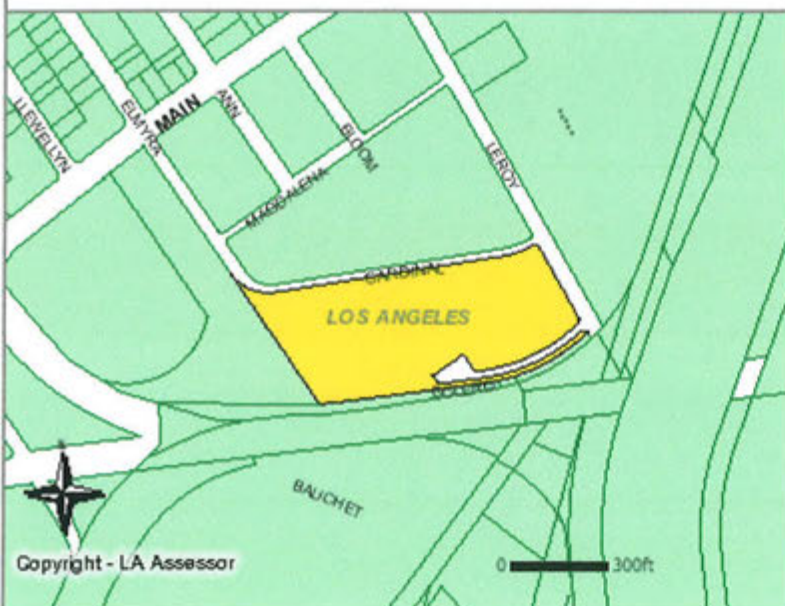 LLEWELLYN
ELMYRA
MAIN
ANN
BLOOM
LEROY
MAGDALENA
CARDINAL
LOS ANGELES
BAUCHET
Copyright - LA Assessor
0 300ft